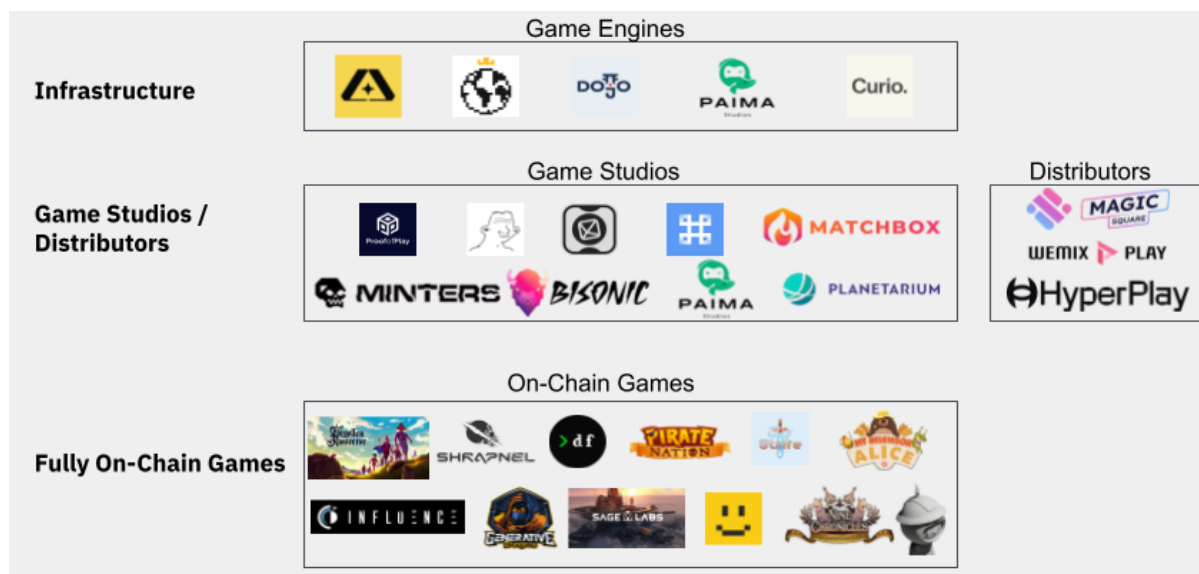 Game Engines
Infrastructure
DOJO
PAIMA
Studios
Curio.
Game Studios
Distributors
Game Studios /
Distributors
ProofofPlay
MATCHBOX
MAGIC
SQUARE
WEMIX PLAY
MINTERS
BISONIC
PAIMA
Studios
PLANETARIUM
HyperPlay
On-Chain Games
Fully On-Chain Games
SHRAPNEL
>df
PIRATE
NATION
MY NEIGHBOR
ALICE
INFLUENCE
GENERATIVE
SAGE LABS